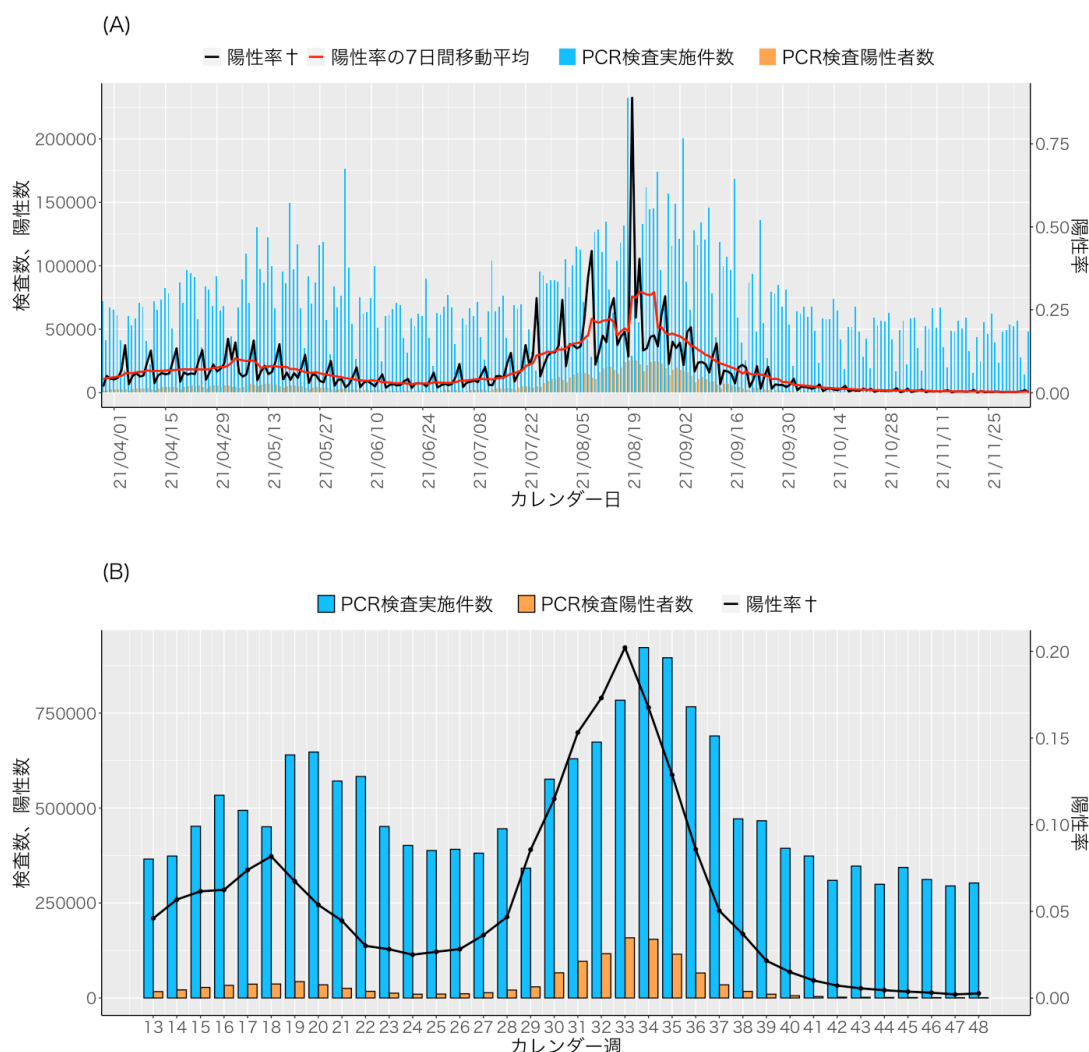 (A)
陽性率† 陽性率の7日間移動平均 PCR検査実施件数 PCR検査陽性者数
検査数、陽性数
200000
150000
100000
50000
0
0.75
0.50
0.25
0.00
陽性率
21/04/01 21/04/15 21/04/29 21/05/13 21/05/27 21/06/10 21/06/24 21/07/08 21/07/22 21/08/05 21/08/19 21/09/02 21/09/16 21/09/30 21/10/14 21/10/28 21/11/11 21/11/25
カレンダー日
(B)
PCR検査実施件数 PCR検査陽性者数 陽性率†
検査数、陽性数
750000
500000
250000
0
0.20
0.15
0.10
0.05
0.00
陽性率
13 14 15 16 17 18 19 20 21 22 23 24 25 26 27 28 29 30 31 32 33 34 35 36 37 38 39 40 41 42 43 44 45 46 47 48
カレンダー週